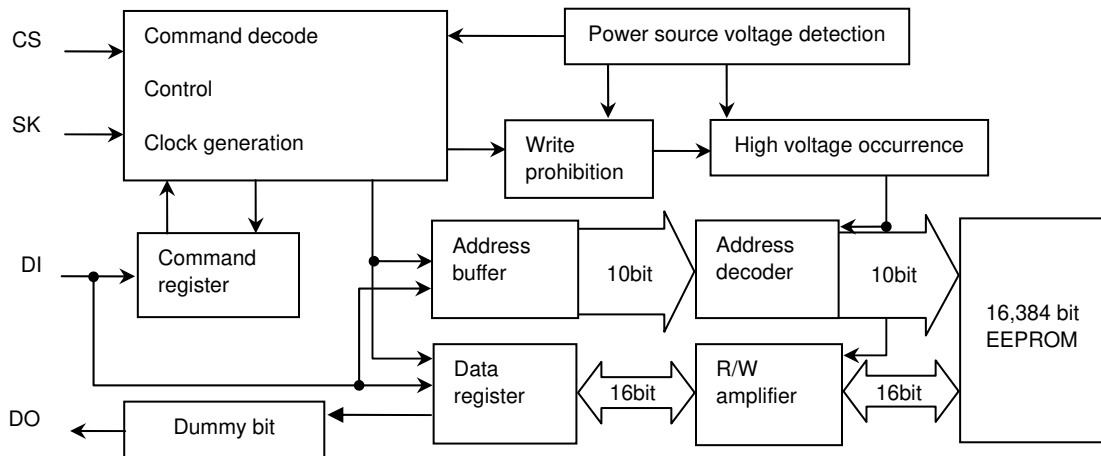 CS
Command decode
Power source voltage detection
Control
SK
Clock generation
Write
prohibition
High voltage occurrence
DI
Command
register
Address
buffer
10bit
Address
decoder
10bit
16,384 bit
EEPROM
Data
register
16bit
R/W
amplifier
16bit
DO
Dummy bit